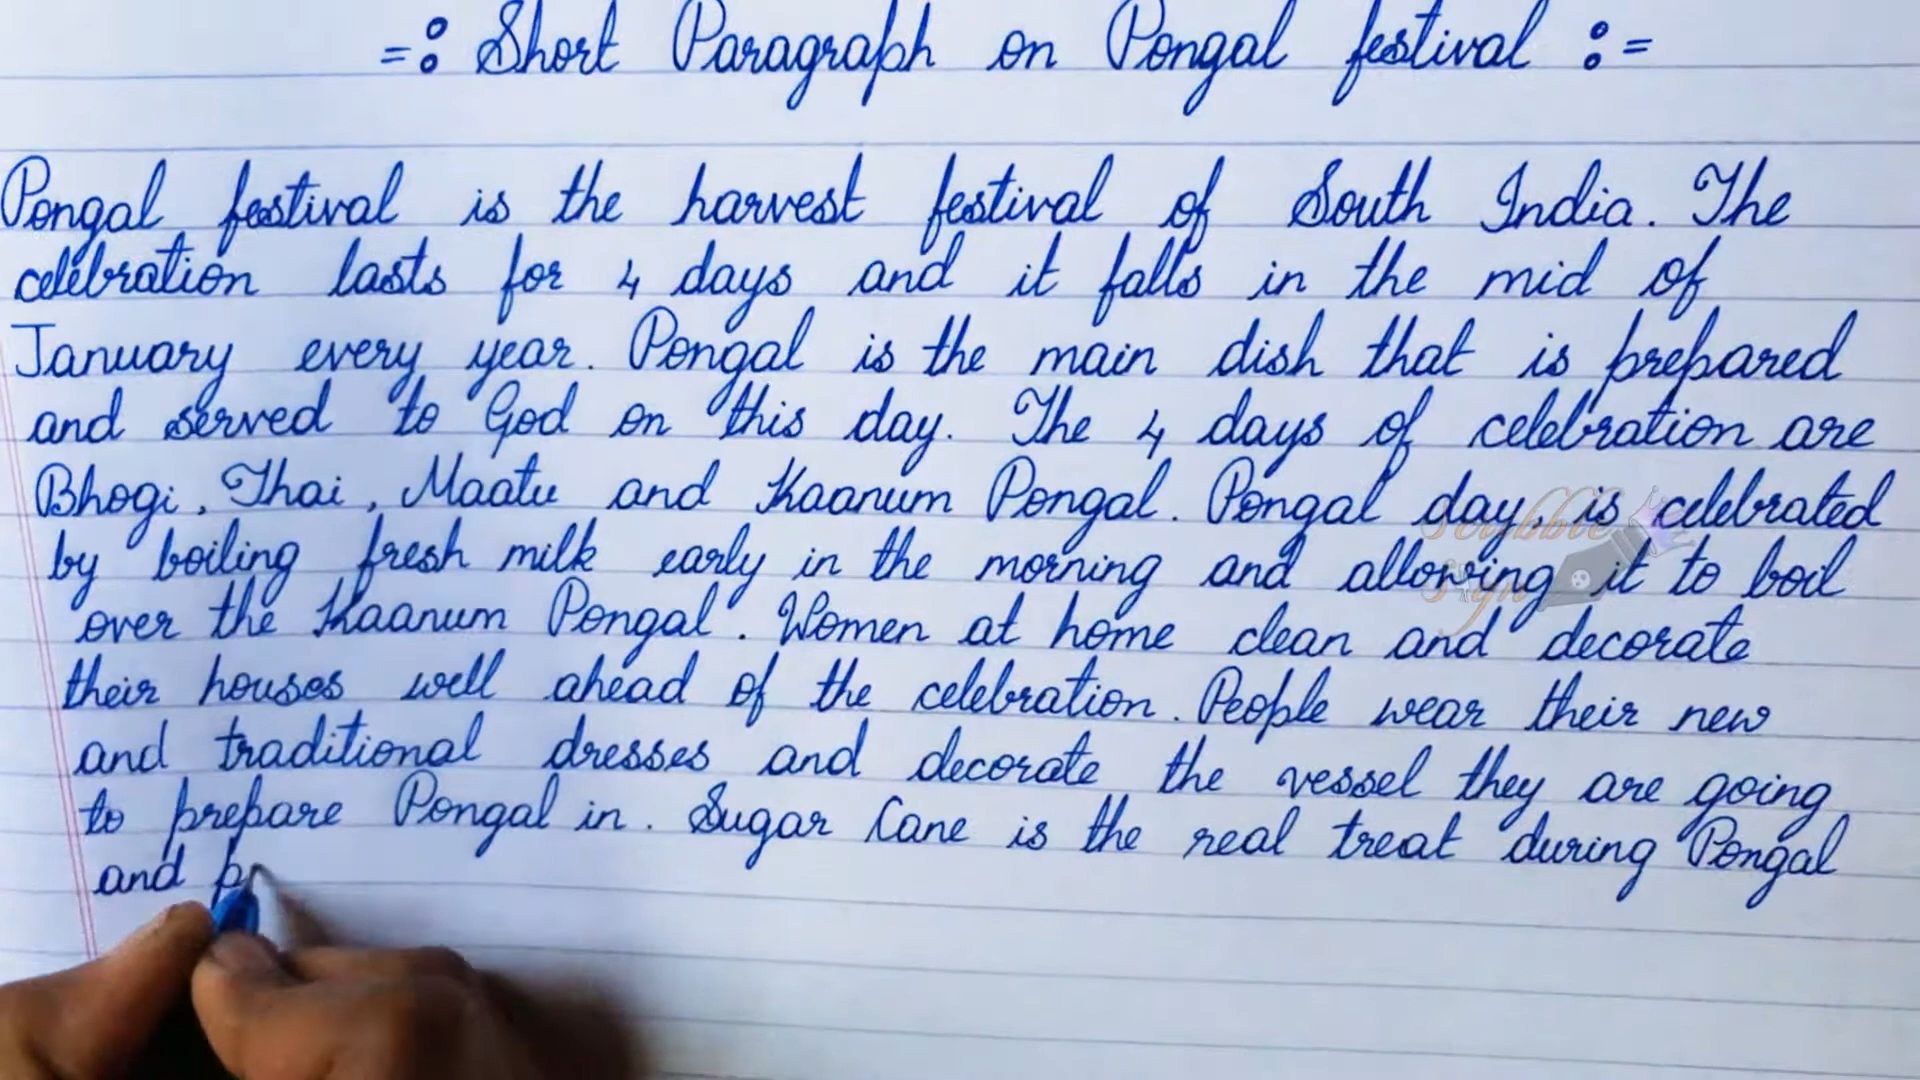 =: Short Paragraph on Pongal festival :=
Pongal festival is the harvest festival of South India. The
celebration lasts for 4 days and it falls in the mid of
January every year. Pongal is the main dish that is prepared
and served to God on this day. The 4 days of celebration are
Bhogi, Thai, Maatu and Kaanum Pongal. Pongal day, is celebrated
by boiling fresh milk early in the morning and allowing it to boil
over the Kaanum Pongal. Women at home clean and decorate
their houses well ahead of the celebration. People wear their new
and traditional dresses and decorate the vessel they are going
to prepare Pongal in. Sugar Cane is the real treat during Pongal
and
Scribble
Sign